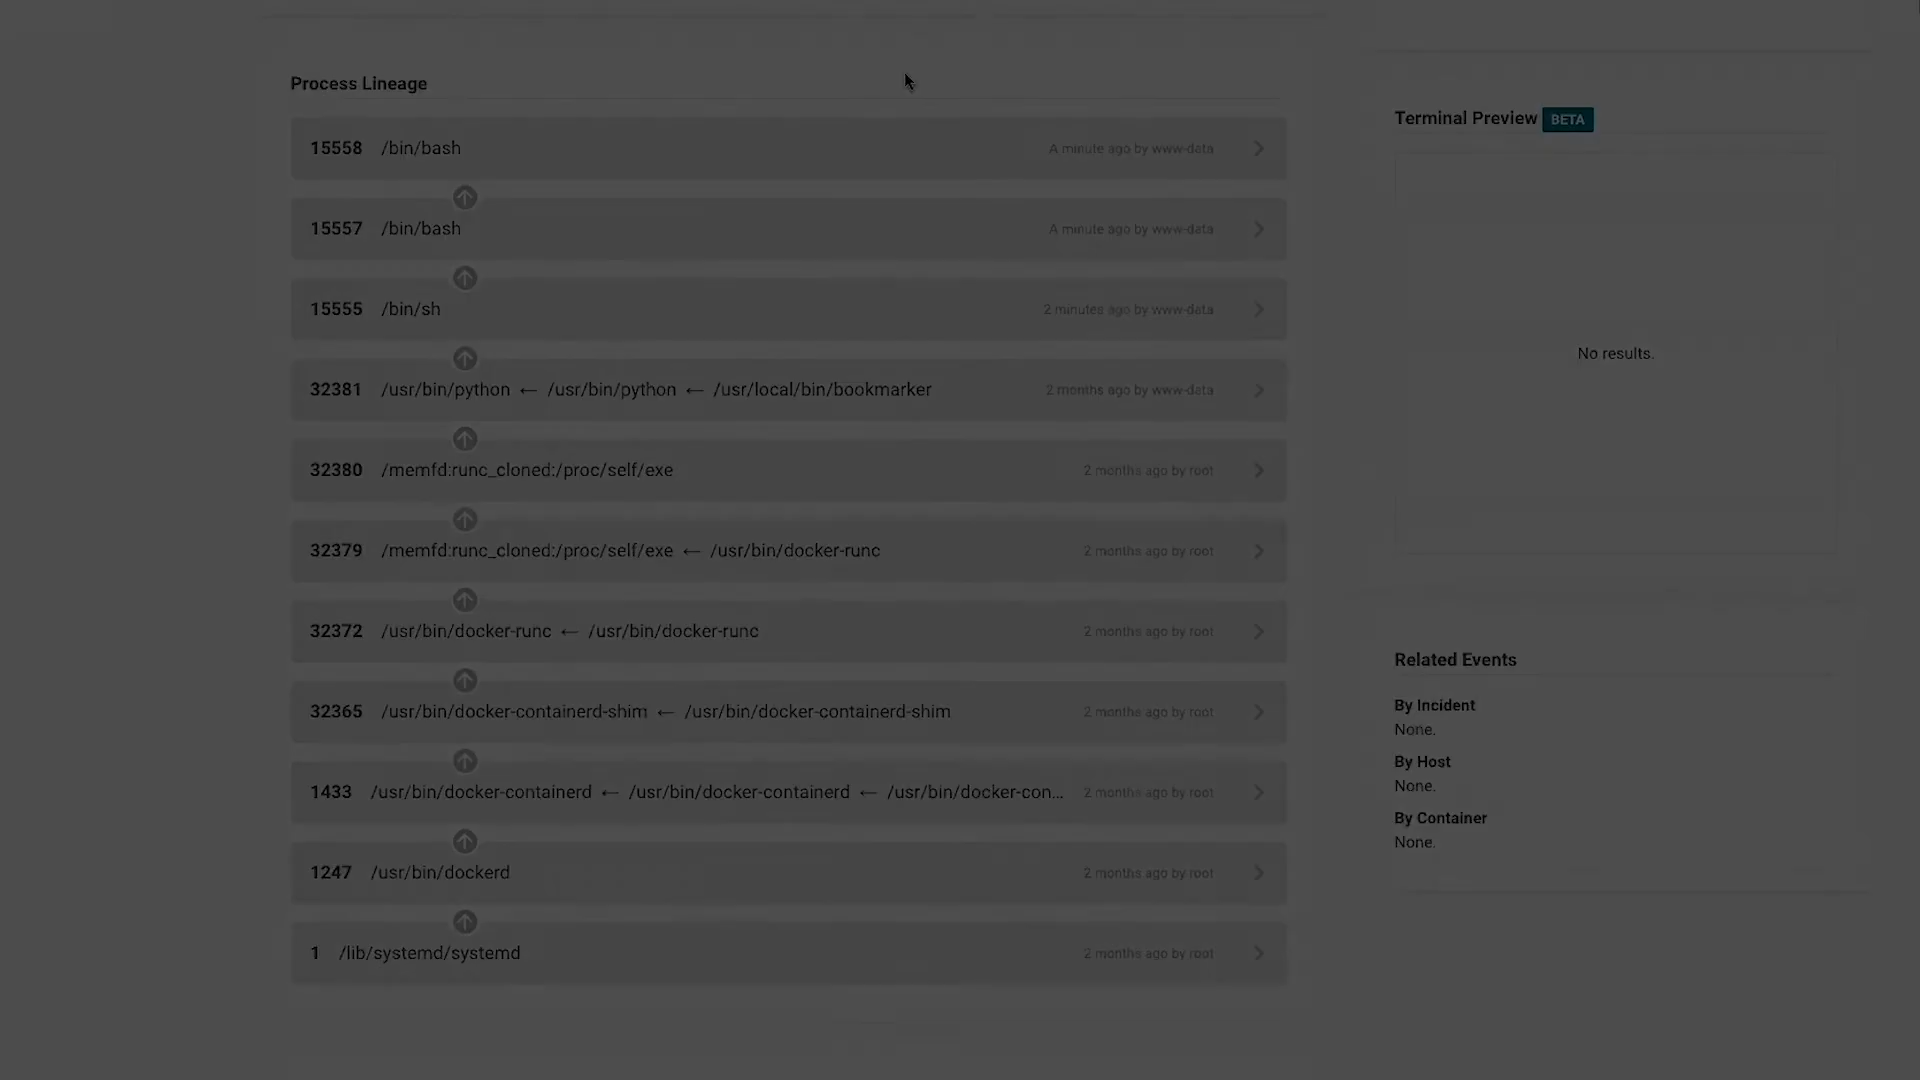 Process Lineage
15558 /bin/bash A minute ago by www-data
15557 /bin/bash A minute ago by www-data
15555 /bin/sh 2 minutes ago by www-data
32381 /usr/bin/python ← /usr/bin/python ← /usr/local/bin/bookmarker 2 months ago by www-data
32380 /memfd:runc_cloned:/proc/self/exe 2 months ago by root
32379 /memfd:runc_cloned:/proc/self/exe ← /usr/bin/docker-runc 2 months ago by root
32372 /usr/bin/docker-runc ← /usr/bin/docker-runc 2 months ago by root
32365 /usr/bin/docker-containerd-shim ← /usr/bin/docker-containerd-shim 2 months ago by root
1433 /usr/bin/docker-containerd ← /usr/bin/docker-containerd ← /usr/bin/docker-con... 2 months ago by root
1247 /usr/bin/dockerd 2 months ago by root
1 /lib/systemd/systemd 2 months ago by root
Terminal Preview BETA
No results.
Related Events
By Incident
None.
By Host
None.
By Container
None.